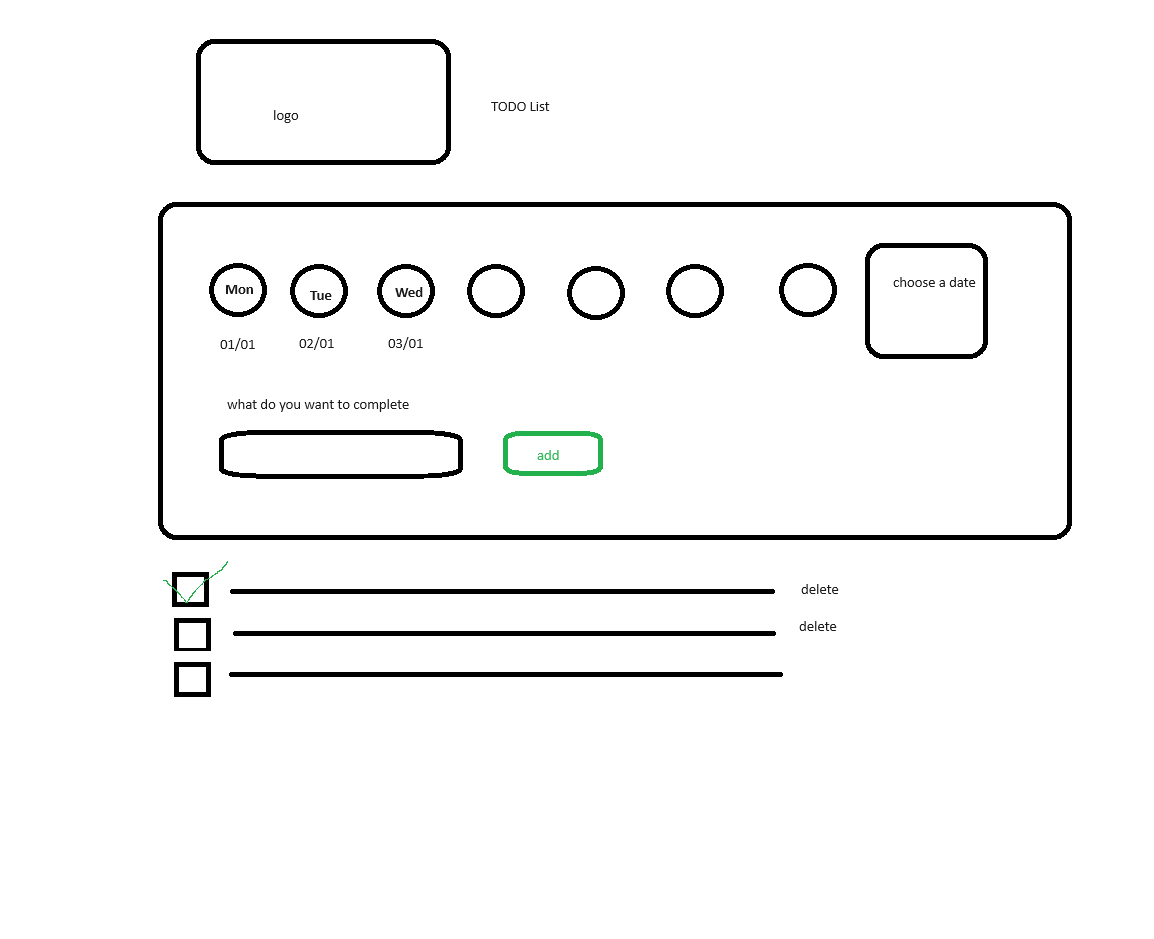 logo
TODO List
Mon
Tue
Wed
choose a date
01/01
02/01
03/01
what do you want to complete
add
delete
delete